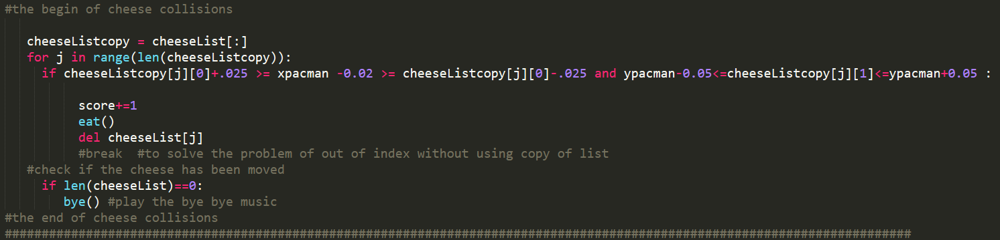 #the begin of cheese collisions
cheeseListcopy = cheeseList[:]
for j in range(len(cheeseListcopy)):
if cheeseListcopy[j][0]+.025 >= xpacman -0.02 >= cheeseListcopy[j][0]-.025 and ypacman-0.05<=cheeseListcopy[j][1]<=ypacman+0.05 :
score+=1
eat()
del cheeseList[j]
#break  #to solve the problem of out of index without using copy of list
#check if the cheese has been moved
if len(cheeseList)==0:
bye() #play the bye bye music
#the end of cheese collisions
###########################################################################################################################